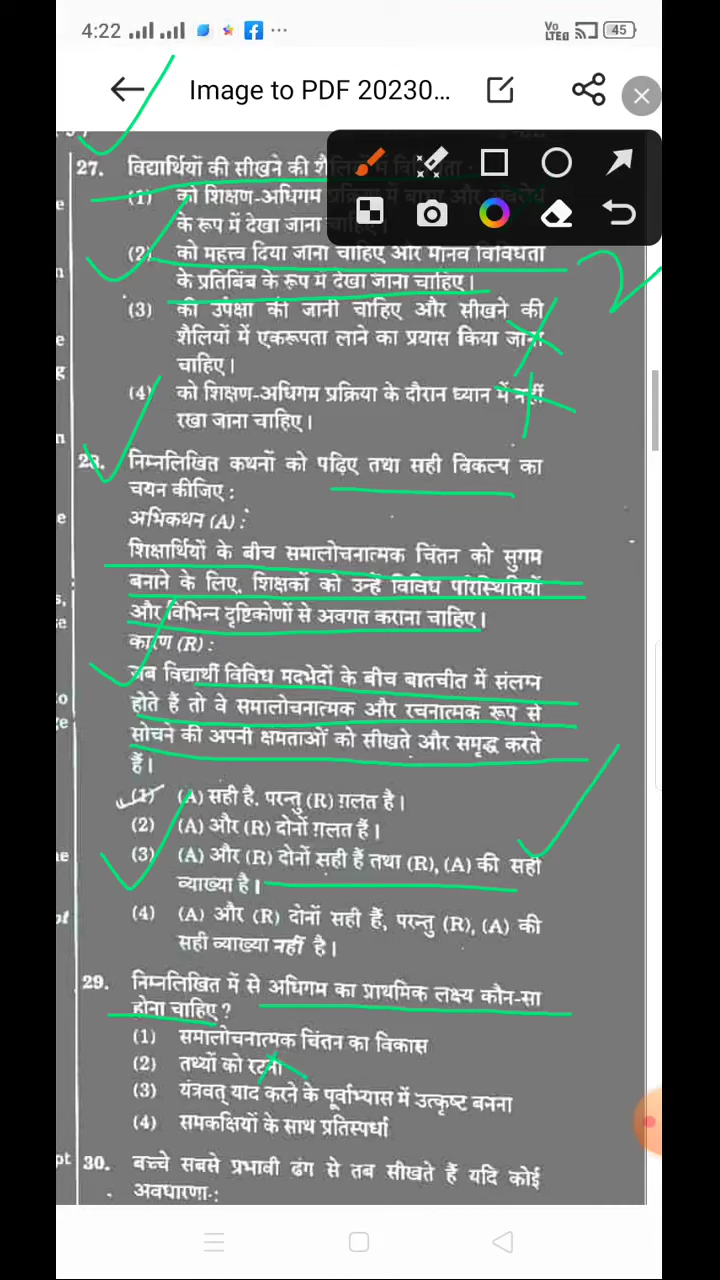 4:22 Vo LTE 45
Image to PDF 20230...
27. विद्यार्थियों की सीखने की
(1) को शिक्षण-अधिगम
के रूप में देखा जाना
(2) को महत्त्व दिया जाना चाहिए और मानव विविधता
के प्रतिबिंब के रूप में देखा जाना चाहिए।
(3) की उपेक्षा की जानी चाहिए और सीखने की
शैलियों में एकरूपता लाने का प्रयास किया जाना
चाहिए।
(4) को शिक्षण-अधिगम प्रक्रिया के दौरान ध्यान में नहीं
रखा जाना चाहिए।
28. निम्नलिखित कथनों को पढ़िए तथा सही विकल्प का
चयन कीजिए :
अभिकथन (A) :
शिक्षार्थियों के बीच समालोचनात्मक चिंतन को सुगम
बनाने के लिए, शिक्षकों को उन्हें विविध परिस्थितियों
और विभिन्न दृष्टिकोणों से अवगत कराना चाहिए।
कारण (R) :
जब विद्यार्थी विविध मदभेदों के बीच बातचीत में संलग्न
होते हैं तो वे समालोचनात्मक और रचनात्मक रूप से
सोचने की अपनी क्षमताओं को सीखते और समृद्ध करते
हैं।
(1) (A) सही है, परन्तु (R) ग़लत है।
(2) (A) और (R) दोनों ग़लत हैं।
(3) (A) और (R) दोनों सही हैं तथा (R), (A) की सही
व्याख्या है।
(4) (A) और (R) दोनों सही हैं, परन्तु (R), (A) की
सही व्याख्या नहीं है।
29. निम्नलिखित में से अधिगम का प्राथमिक लक्ष्य कौन-सा
होना चाहिए ?
(1) समालोचनात्मक चिंतन का विकास
(2) तथ्यों को रटना
(3) यंत्रवत् याद करने के पूर्वाभ्यास में उत्कृष्ट बनना
(4) समकक्षियों के साथ प्रतिस्पर्धा
30. बच्चे सबसे प्रभावी ढंग से तब सीखते हैं यदि कोई
अवधारणा :